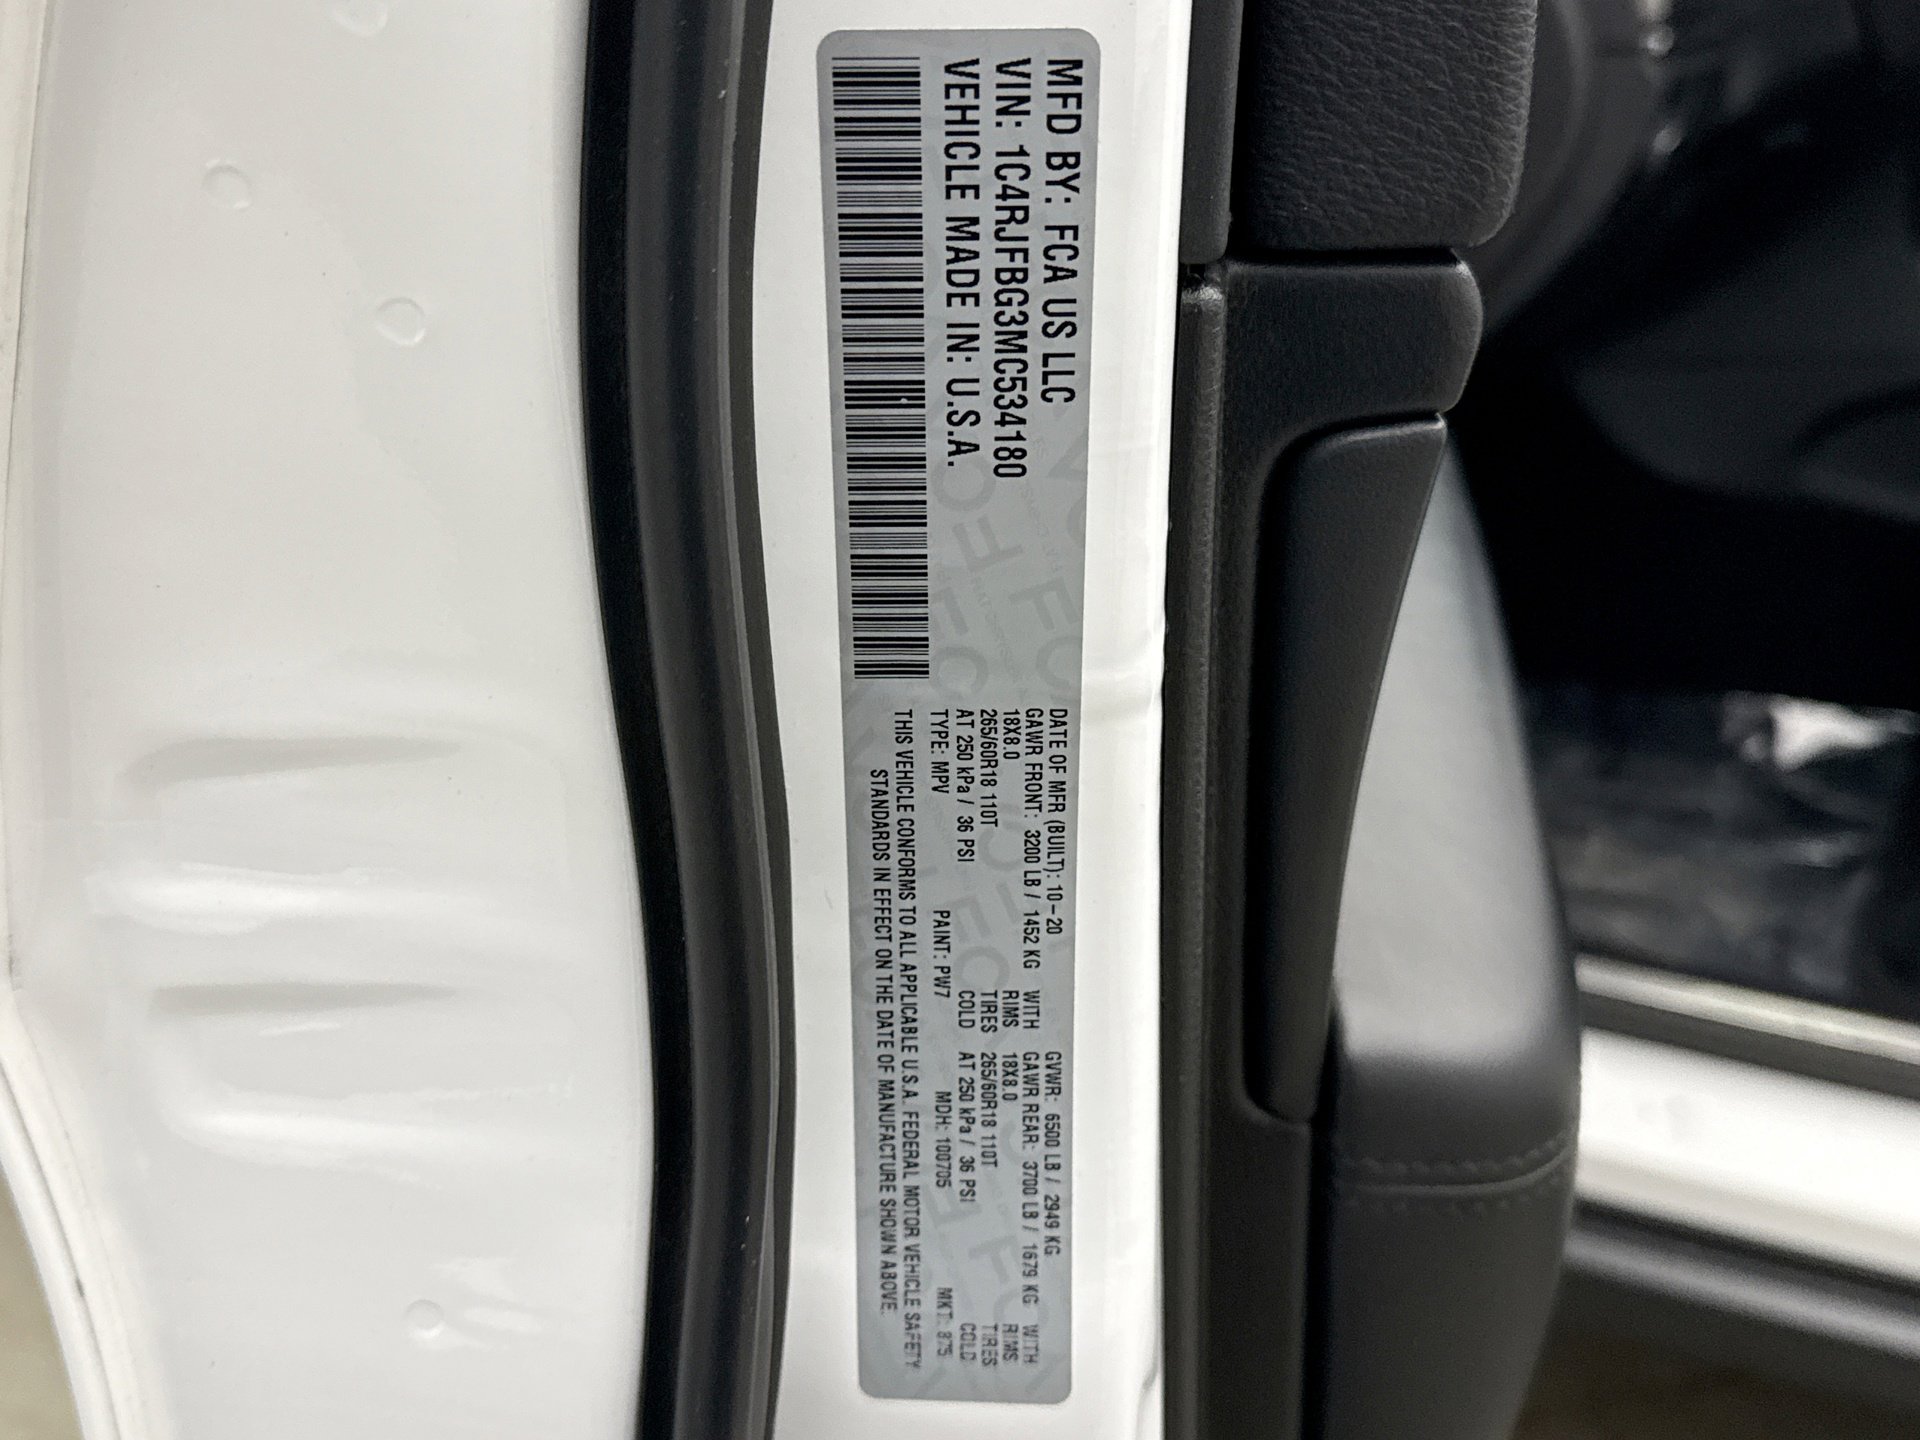 MFD BY: FCA US LLC
VIN: 1C4RJFBG3MC534180
VEHICLE MADE IN: U.S.A.
DATE OF MFR (BUILT): 10-20 GVWR: 6500 LB / 2949 KG
GAWR FRONT: 3200 LB / 1452 KG WITH GAWR REAR: 3700 LB / 1679 KG WITH
18X8.0 RIMS 18X8.0 RIMS
265/60R18 110T TIRES 265/60R18 110T TIRES
AT 250 kPa / 36 PSI COLD AT 250 kPa / 36 PSI COLD
TYPE: MPV PAINT: PW7 MDH: 100705 MKT: 875
THIS VEHICLE CONFORMS TO ALL APPLICABLE U.S.A. FEDERAL MOTOR VEHICLE SAFETY
STANDARDS IN EFFECT ON THE DATE OF MANUFACTURE SHOWN ABOVE.